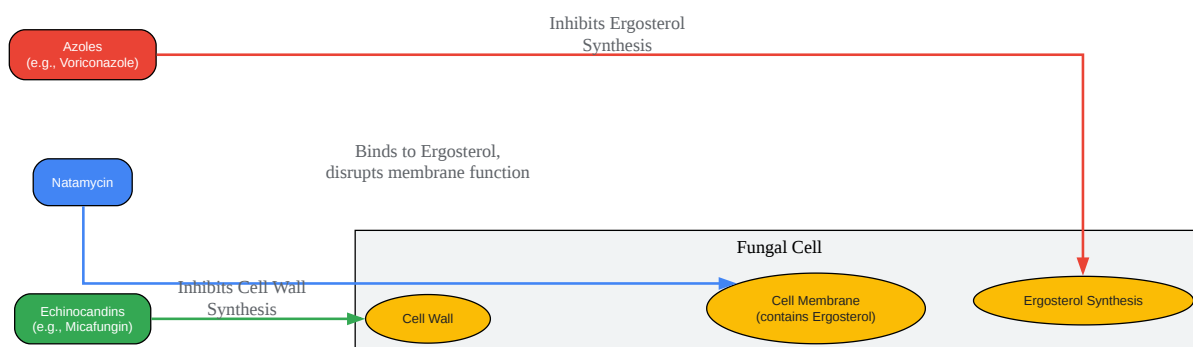 Inhibits Ergosterol
Synthesis
Azoles
(e.g., Voriconazole)
Binds to Ergosterol,
disrupts membrane function
Natamycin
Fungal Cell
Inhibits Cell Wall
Synthesis
Echinocandins
(e.g., Micafungin)
Cell Wall
Cell Membrane
(contains Ergosterol)
Ergosterol Synthesis